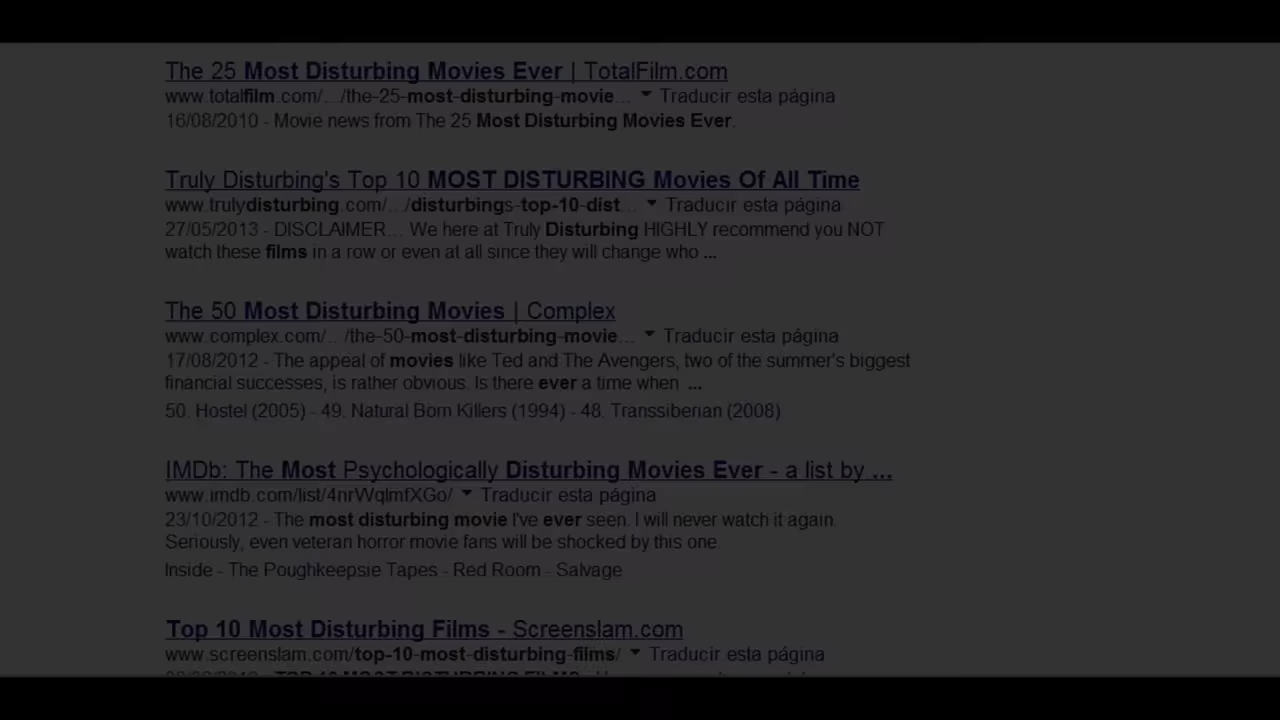 The 25 Most Disturbing Movies Ever | TotalFilm.com
www.totalfilm.com/.../the-25-most-disturbing-movie... ▼ Traducir esta página
16/08/2010 - Movie news from The 25 Most Disturbing Movies Ever.
Truly Disturbing's Top 10 MOST DISTURBING Movies Of All Time
www.trulydisturbing.com/.../disturbings-top-10-dist... ▼ Traducir esta página
27/05/2013 - DISCLAIMER... We here at Truly Disturbing HIGHLY recommend you NOT
watch these films in a row or even at all since they will change who ...
The 50 Most Disturbing Movies | Complex
www.complex.com/.../the-50-most-disturbing-movie... ▼ Traducir esta página
17/08/2012 - The appeal of movies like Ted and The Avengers, two of the summer's biggest
financial successes, is rather obvious. Is there ever a time when ...
50. Hostel (2005) - 49. Natural Born Killers (1994) - 48. Transsiberian (2008)
IMDb: The Most Psychologically Disturbing Movies Ever - a list by ...
www.imdb.com/list/4nrWqlmfXGo/ ▼ Traducir esta página
23/10/2012 - The most disturbing movie I've ever seen. I will never watch it again.
Seriously, even veteran horror movie fans will be shocked by this one.
Inside - The Poughkeepsie Tapes - Red Room - Salvage
Top 10 Most Disturbing Films - Screenslam.com
www.screenslam.com/top-10-most-disturbing-films/ ▼ Traducir esta página